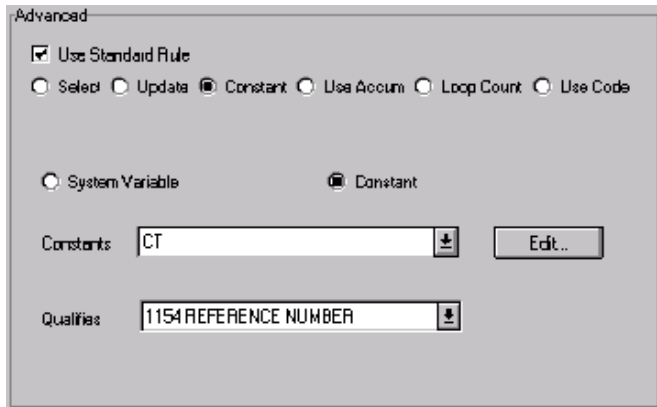 Advanced
Use Standard Rule
Select Update Constant Use Accum Loop Count Use Code
System Variable Constant
Constants CT Edit...
Qualifies 1154 REFERENCE NUMBER